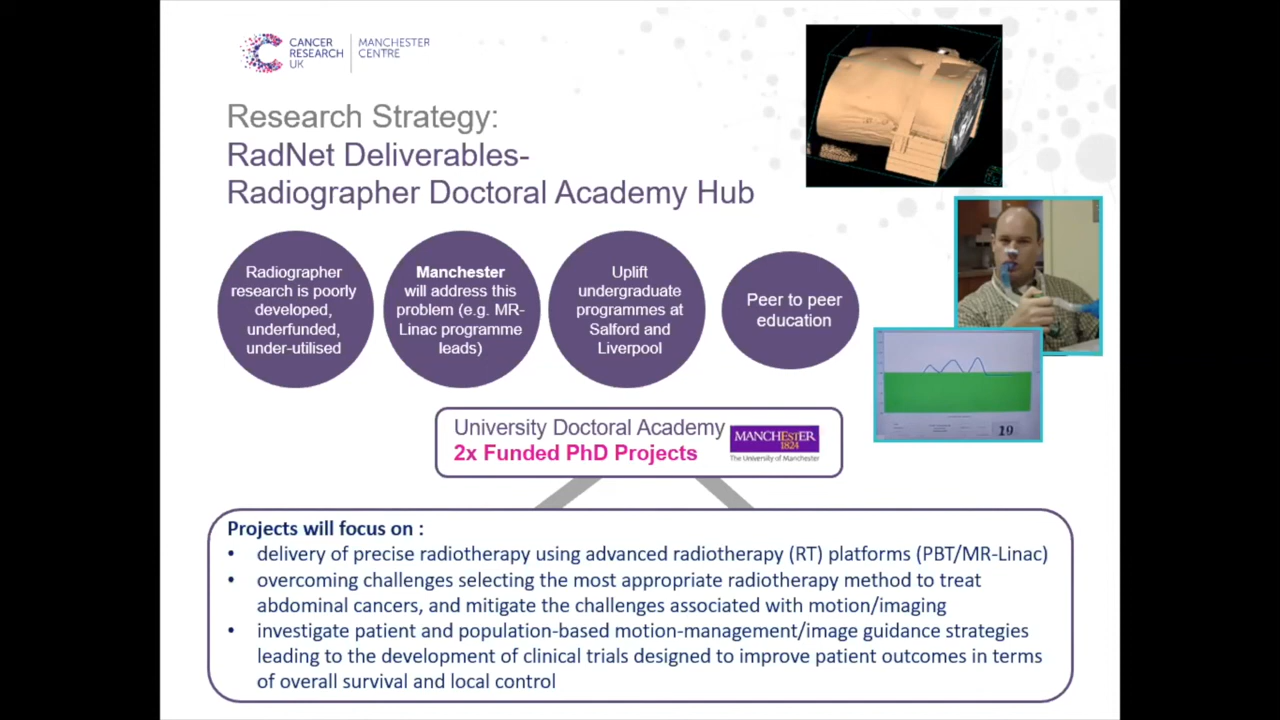 CANCER
RESEARCH
UK
MANCHESTER
CENTRE
Research Strategy:
RadNet Deliverables-
Radiographer Doctoral Academy Hub
Radiographer
research is poorly
developed,
underfunded,
under-utilised
Manchester
will address this
problem (e.g. MR-
Linac programme
leads)
Uplift
undergraduate
programmes at
Salford and
Liverpool
Peer to peer
education
19
University Doctoral Academy
2x Funded PhD Projects
MANCHESTER
1824
The University of Manchester
Projects will focus on :
• delivery of precise radiotherapy using advanced radiotherapy (RT) platforms (PBT/MR-Linac)
• overcoming challenges selecting the most appropriate radiotherapy method to treat
abdominal cancers, and mitigate the challenges associated with motion/imaging
• investigate patient and population-based motion-management/image guidance strategies
leading to the development of clinical trials designed to improve patient outcomes in terms
of overall survival and local control